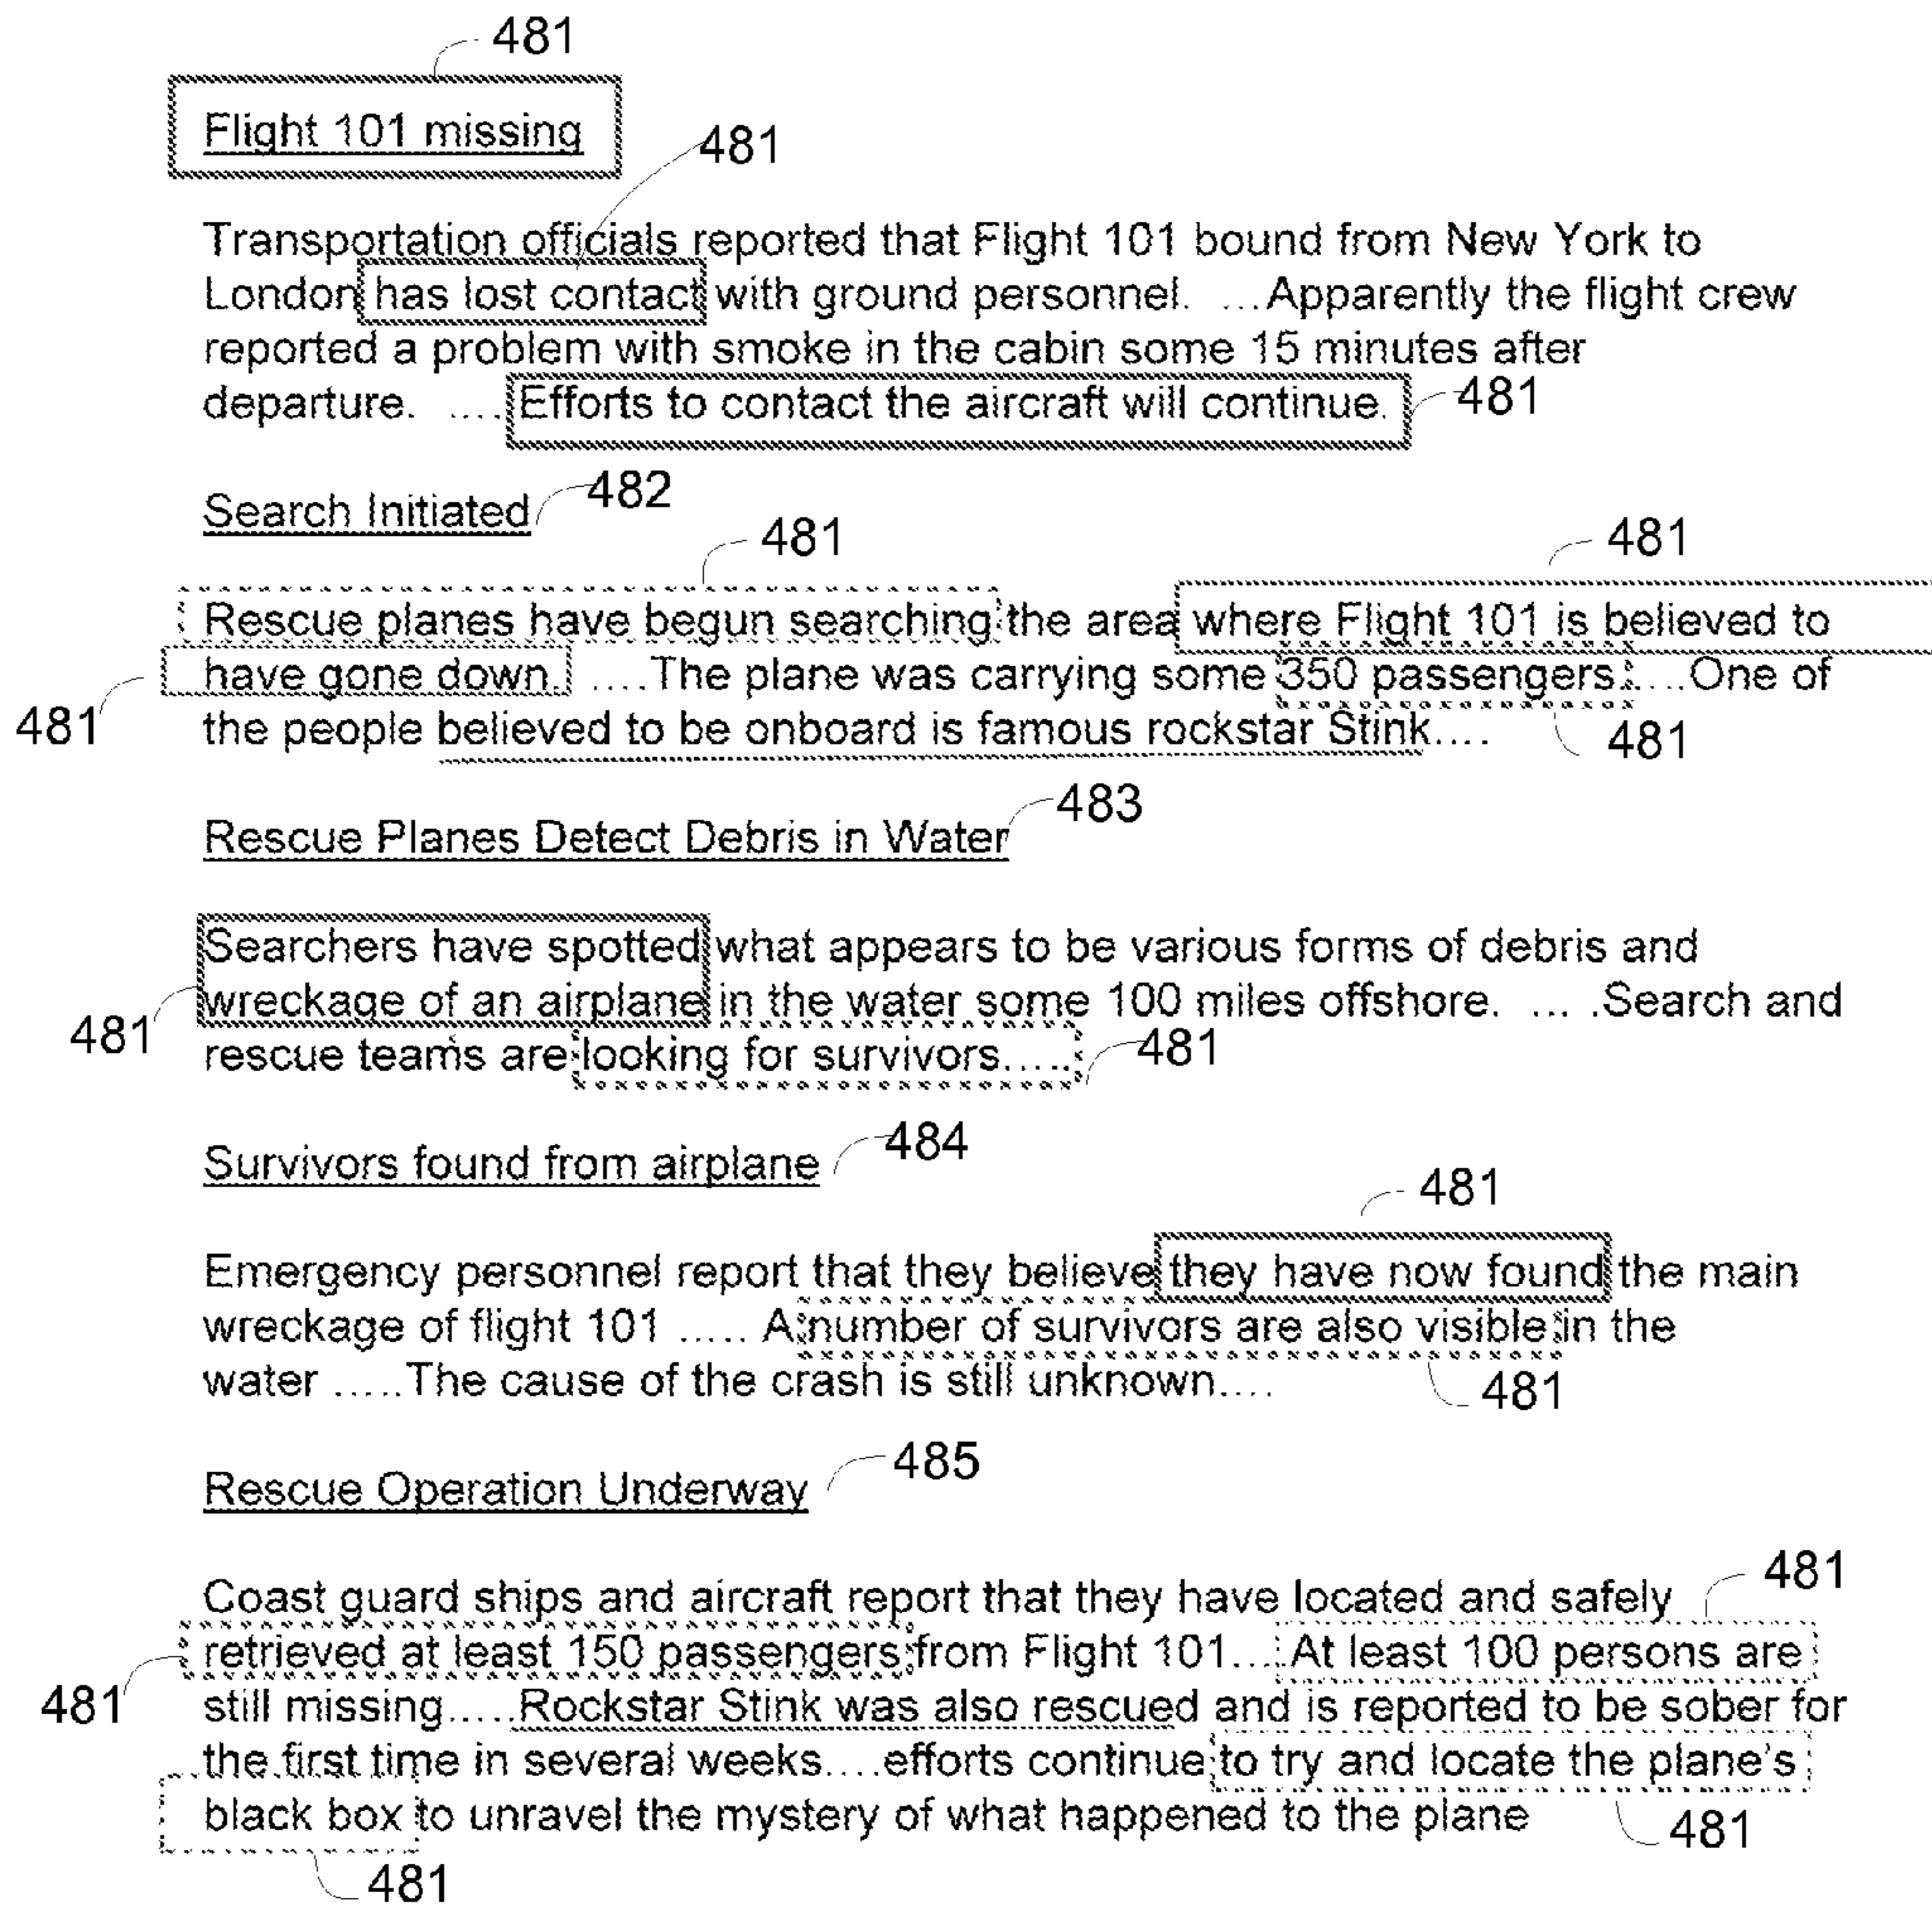 481
Flight 101 missing
481
Transportation officials reported that Flight 101 bound from New York to
London has lost contact with ground personnel. ...Apparently the flight crew
reported a problem with smoke in the cabin some 15 minutes after
departure. ....Efforts to contact the aircraft will continue. 481
Search Initiated 482
481 481
Rescue planes have begun searching the area where Flight 101 is believed to
have gone down. ....The plane was carrying some 350 passengers.....One of
481 the people believed to be onboard is famous rockstar Stink.... 481
483
Rescue Planes Detect Debris in Water
Searchers have spotted what appears to be various forms of debris and
wreckage of an airplane in the water some 100 miles offshore. ... .Search and
481 rescue teams are looking for survivors..... 481
Survivors found from airplane 484
481
Emergency personnel report that they believe they have now found the main
wreckage of flight 101 ..... A number of survivors are also visible in the
water .....The cause of the crash is still unknown.... 481
Rescue Operation Underway 485
481
Coast guard ships and aircraft report that they have located and safely
retrieved at least 150 passengers from Flight 101....At least 100 persons are
481 still missing.....Rockstar Stink was also rescued and is reported to be sober for
the first time in several weeks....efforts continue to try and locate the plane's
black box to unravel the mystery of what happened to the plane 481
481